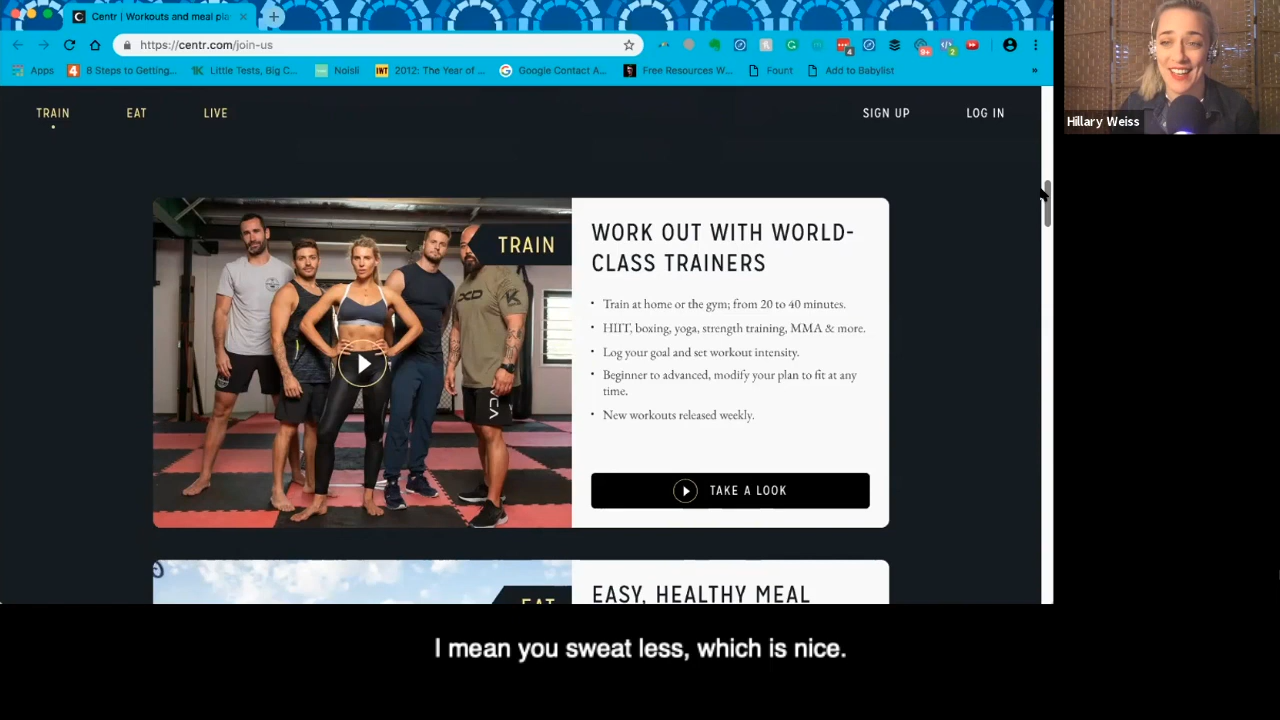 Centr | Workouts and meal pla
https://centr.com/join-us
Apps
8 Steps to Getting...
Little Tests, Big C...
Noisli
2012: The Year of ...
Google Contact A...
Free Resources W...
Fount
Add to Babylist
»
TRAIN
EAT
LIVE
SIGN UP
LOG IN
Hillary Weiss
TRAIN
WORK OUT WITH WORLD-
CLASS TRAINERS
• Train at home or the gym; from 20 to 40 minutes.
• HIIT, boxing, yoga, strength training, MMA & more.
• Log your goal and set workout intensity.
• Beginner to advanced, modify your plan to fit at any
time.
• New workouts released weekly.
TAKE A LOOK
EAT
EASY, HEALTHY MEAL
I mean you sweat less, which is nice.